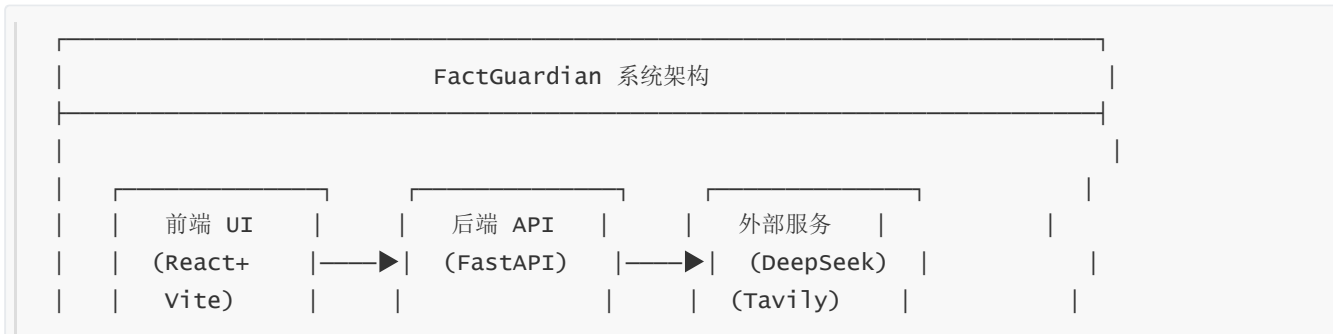 FactGuardian 系统架构
前端 UI 后端 API 外部服务
(React+ (FastAPI) (DeepSeek)
Vite) (Tavily)